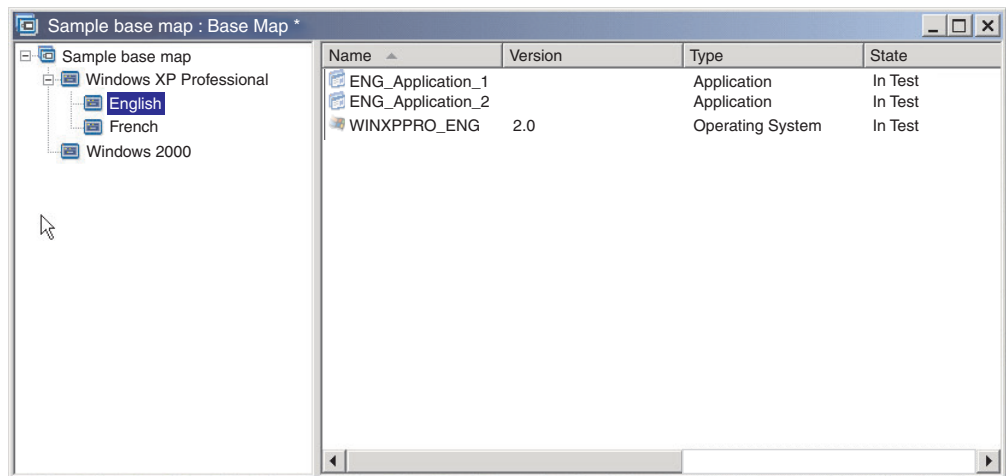 Sample base map : Base Map *
Sample base map
Windows XP Professional
English
French
Windows 2000
Name Version Type State
ENG_Application_1 Application In Test
ENG_Application_2 Application In Test
WINXPPRO_ENG 2.0 Operating System In Test